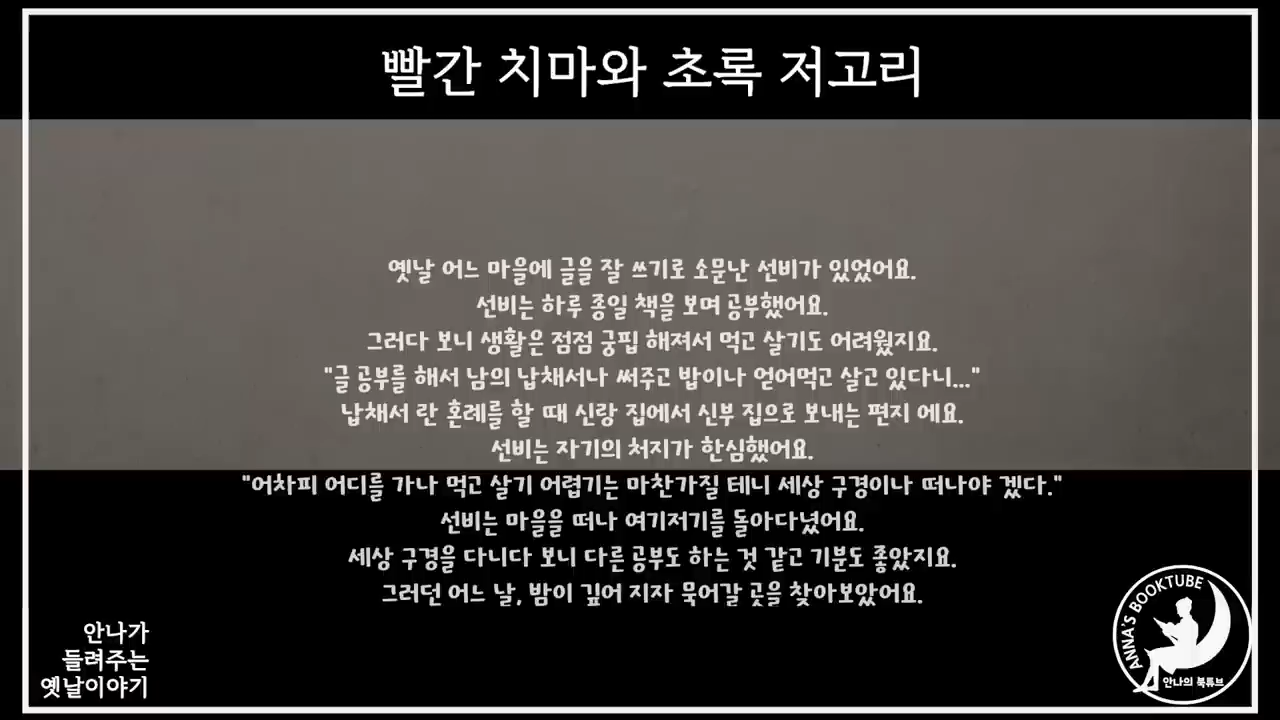 빨간 치마와 초록 저고리
옛날 어느 마을에 글을 잘 쓰기로 소문난 선비가 있었어요.
선비는 하루 종일 책을 보며 공부했어요.
그러다 보니 생활은 점점 궁핍 해져서 먹고 살기도 어려웠지요.
"글 공부를 해서 남의 납채서나 써주고 밥이나 얻어먹고 살고 있다니..."
납채서 란 혼례를 할 때 신랑 집에서 신부 집으로 보내는 편지 에요.
선비는 자기의 처지가 한심했어요.
"어차피 어디를 가나 먹고 살기 어렵기는 마찬가질 테니 세상 구경이나 떠나야 겠다."
선비는 마을을 떠나 여기저기를 돌아다녔어요.
세상 구경을 다니다 보니 다른 공부도 하는 것 같고 기분도 좋았지요.
그러던 어느 날, 밤이 깊어 지자 묵어갈 곳을 찾아보았어요.
안나가
들려주는
옛날이야기
ANNA'S BOOKTUBE
안나의 북튜브